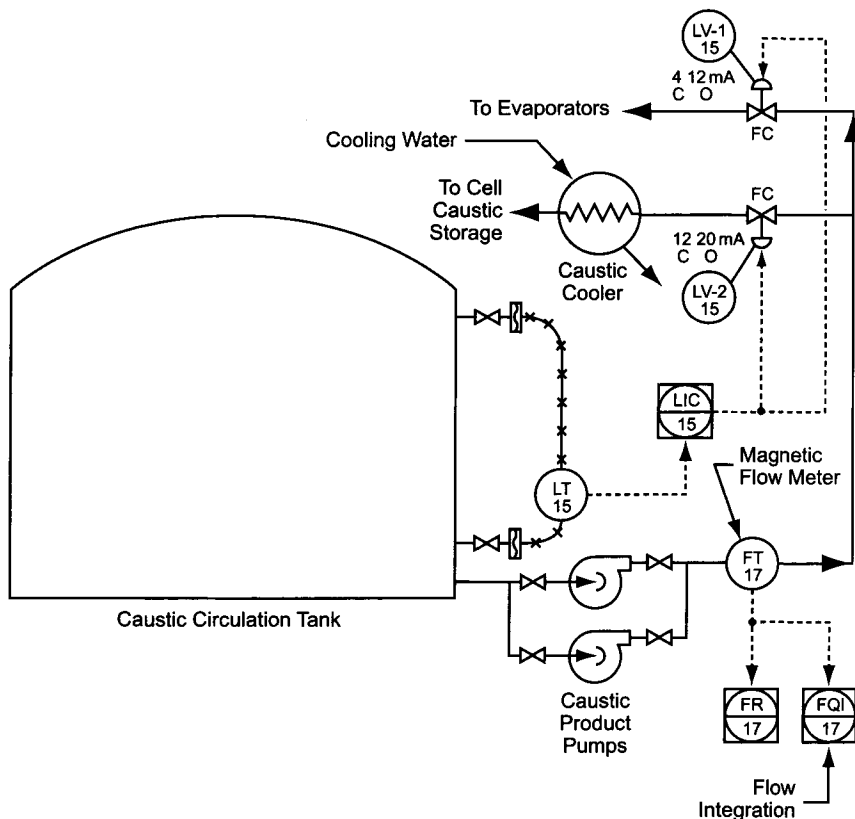 LV-1
15
4 12 mA
C O
To Evaporators
FC
Cooling Water
FC
To Cell
Caustic
Storage
12 20 mA
C O
Caustic
Cooler
LV-2
15
LIC
15
Magnetic
Flow Meter
LT
15
FT
17
Caustic Circulation Tank
Caustic
Product
Pumps
FR
17
FQI
17
Flow
Integration